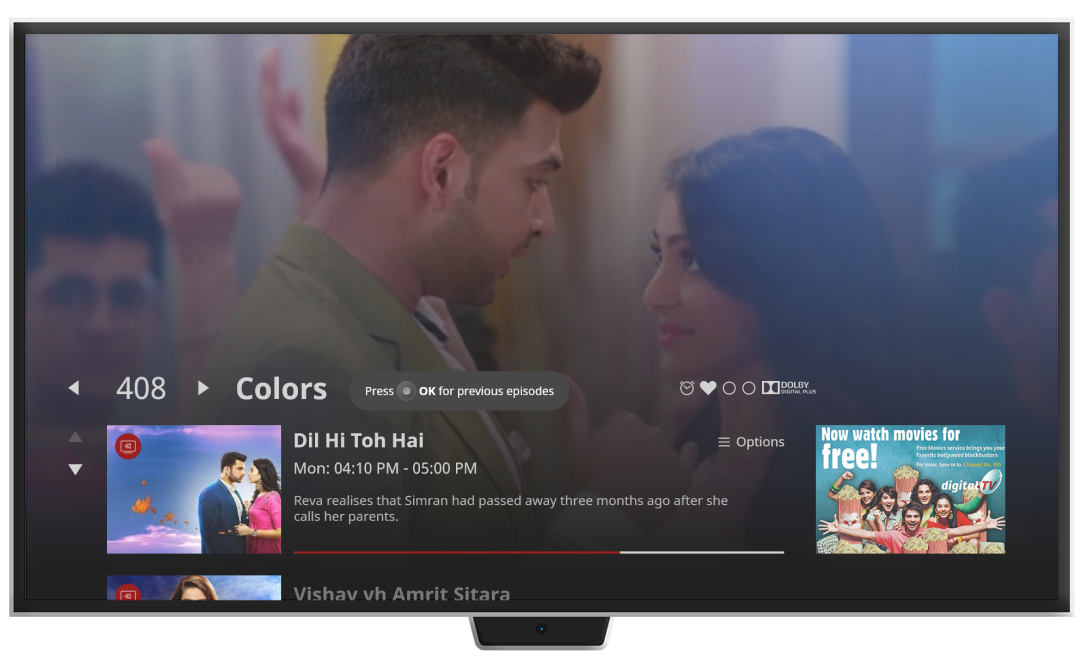 408
Colors
Press OK for previous episodes
DOLBY
DIGITAL PLUS
Dil Hi Toh Hai
Options
Mon: 04:10 PM - 05:00 PM
Reva realises that Simran had passed away three months ago after she
calls her parents.
Now watch movies for
free!
Free Movies service brings you your
favorite bollywood blockbusters
For more, tune in to Channel No. 155
digitalTV
Vishav vh Amrit Sitara